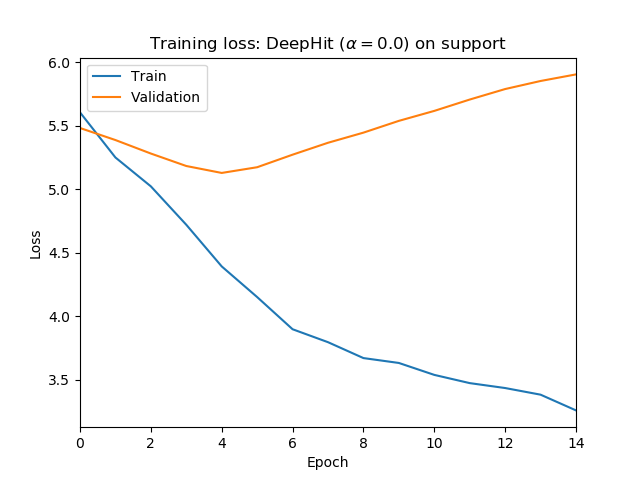 Training loss: DeepHit (α = 0.0) on support
Train
Validation
6.0
5.5
5.0
4.5
4.0
3.5
Loss
0 2 4 6 8 10 12 14
Epoch